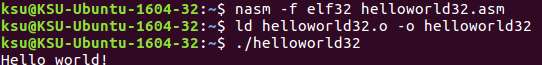 ksu@KSU-Ubuntu-1604-32:~$ nasm -f elf32 helloworld32.asm
ksu@KSU-Ubuntu-1604-32:~$ ld helloworld32.o -o helloworld32
ksu@KSU-Ubuntu-1604-32:~$ ./helloworld32
Hello world!